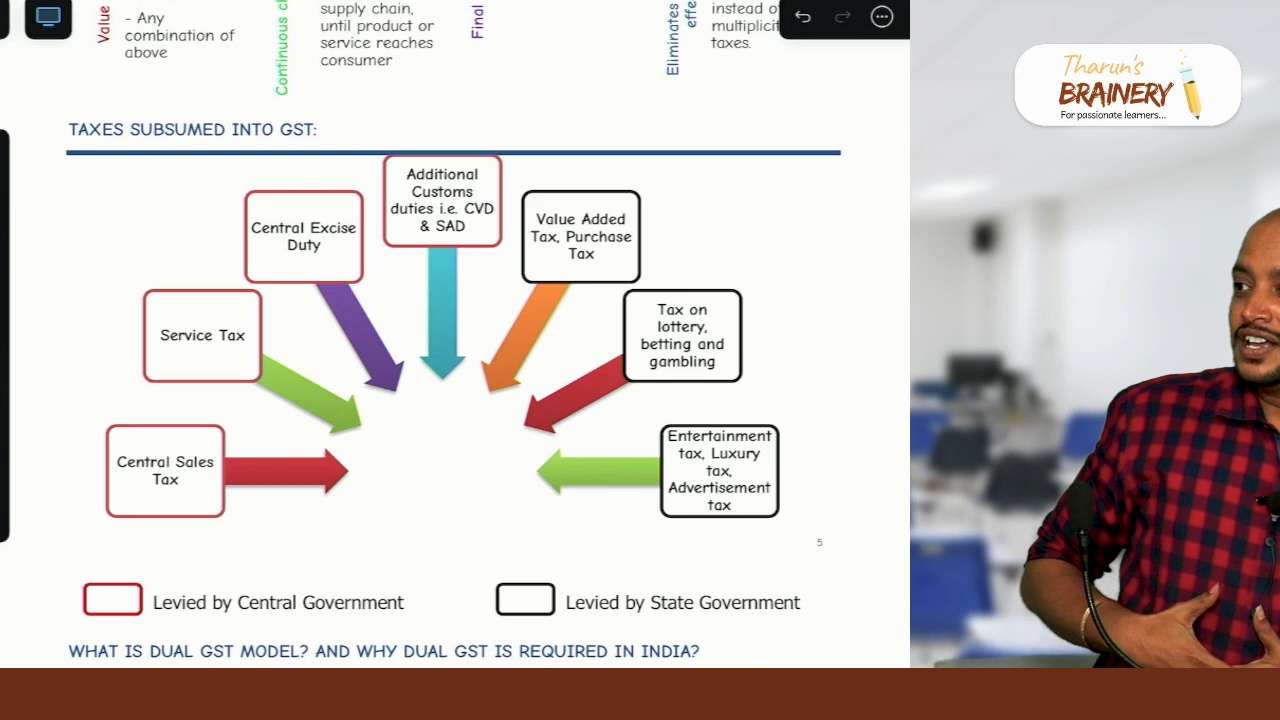 Value
- Any
combination of
above
Continuous
supply chain,
until product or
service reaches
consumer
Final
Eliminates
effe
instead of
multiplicit
taxes.
Tharun's
BRAINERY
For passionate learners...
TAXES SUBSUMED INTO GST:
Additional
Customs
duties i.e. CVD
& SAD
Central Excise
Duty
Value Added
Tax, Purchase
Tax
Service Tax
Tax on
lottery,
betting and
gambling
Central Sales
Tax
Entertainment
tax, Luxury
tax,
Advertisement
tax
5
Levied by Central Government
Levied by State Government
WHAT IS DUAL GST MODEL? AND WHY DUAL GST IS REQUIRED IN INDIA?